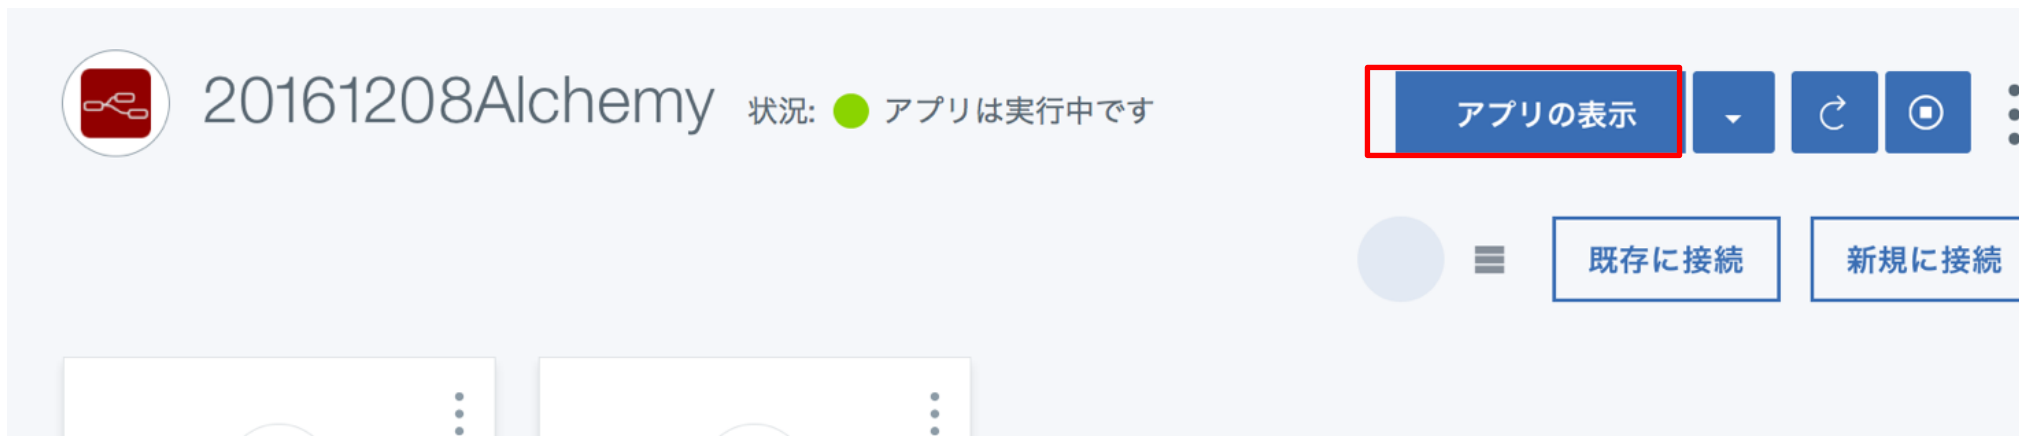 20161208Alchemy 状況: アプリは実行中です アプリの表示
既存に接続 新規に接続